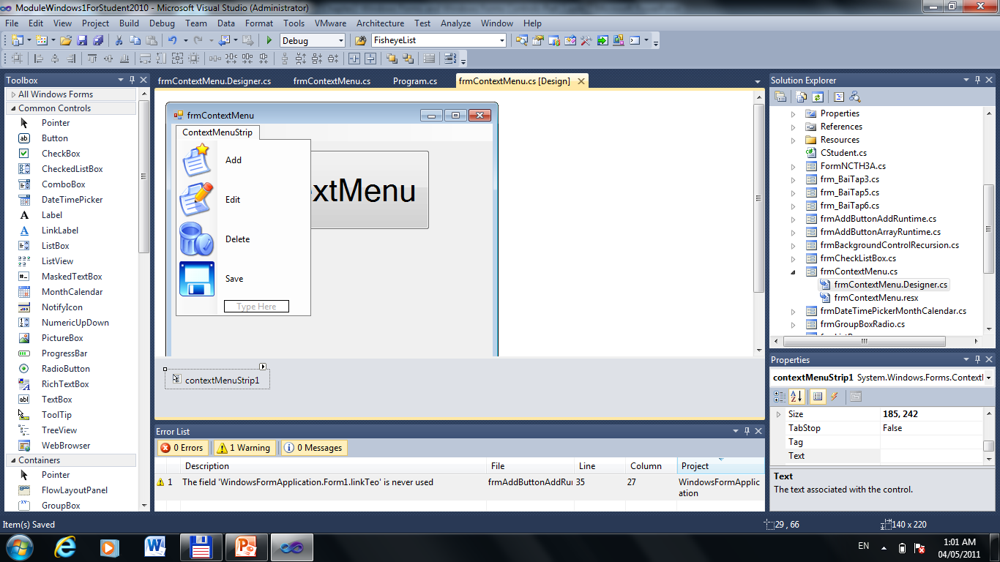 ModuleWindows1ForStudent2010 - Microsoft Visual Studio (Administrator)
File Edit View Project Build Debug Team Data Format Tools VMware Architecture Test Analyze Window Help
Debug FisheyeList
Toolbox
All Windows Forms
Common Controls
Pointer
Button
CheckBox
CheckedListBox
ComboBox
DateTimePicker
Label
LinkLabel
ListBox
ListView
MaskedTextBox
MonthCalendar
NotifyIcon
NumericUpDown
PictureBox
ProgressBar
RadioButton
RichTextBox
TextBox
ToolTip
TreeView
WebBrowser
Containers
Pointer
FlowLayoutPanel
GroupBox
frmContextMenu.Designer.cs frmContextMenu.cs Program.cs frmContextMenu.cs [Design]
frmContextMenu
ContextMenuStrip
Add
Edit
Delete
Save
Type Here
extMenu
contextMenuStrip1
Error List
0 Errors 1 Warning 0 Messages
Description File Line Column Project
1 The field 'WindowsFormApplication.Form1.linkTeo' is never used frmAddButtonAddRu 35 27 WindowsFormApplic
ation
Solution Explorer
Properties
References
Resources
CStudent.cs
FormNCTH3A.cs
frm_BaiTap3.cs
frm_BaiTap5.cs
frm_BaiTap6.cs
frmAddButtonAddRuntime.cs
frmAddButtonArrayRuntime.cs
frmBackgroundControlRecursion.cs
frmCheckListBox.cs
frmContextMenu.cs
frmContextMenu.Designer.cs
frmContextMenu.resx
frmDateTimePickerMonthCalendar.cs
frmGroupBoxRadio.cs
Properties
contextMenuStrip1 System.Windows.Forms.Context
Size 185, 242
TabStop False
Tag
Text
Text
The text associated with the control.
Item(s) Saved 29 , 66 140 x 220
EN 1:01 AM
04/05/2011